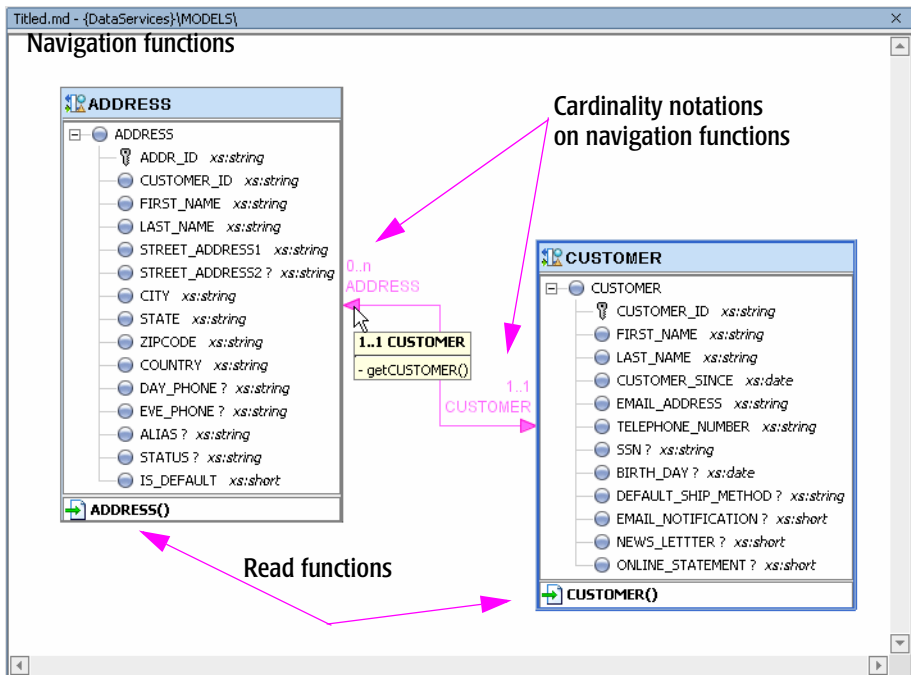 Titled.md - {DataServices}\MODELS\
Navigation functions
ADDRESS
ADDRESS
ADDR_ID xs:string
CUSTOMER_ID xs:string
FIRST_NAME xs:string
LAST_NAME xs:string
STREET_ADDRESS1 xs:string
STREET_ADDRESS2 ? xs:string
CITY xs:string
STATE xs:string
ZIPCODE xs:string
COUNTRY xs:string
DAY_PHONE ? xs:string
EVE_PHONE ? xs:string
ALIAS ? xs:string
STATUS ? xs:string
IS_DEFAULT xs:short
ADDRESS()
Cardinality notations
on navigation functions
0..n
ADDRESS
1..1 CUSTOMER
- getCUSTOMER()
1..1
CUSTOMER
CUSTOMER
CUSTOMER
CUSTOMER_ID xs:string
FIRST_NAME xs:string
LAST_NAME xs:string
CUSTOMER_SINCE xs:date
EMAIL_ADDRESS xs:string
TELEPHONE_NUMBER xs:string
SSN ? xs:string
BIRTH_DAY ? xs:date
DEFAULT_SHIP_METHOD ? xs:string
EMAIL_NOTIFICATION ? xs:short
NEWS_LETTTER ? xs:short
ONLINE_STATEMENT ? xs:short
CUSTOMER()
Read functions